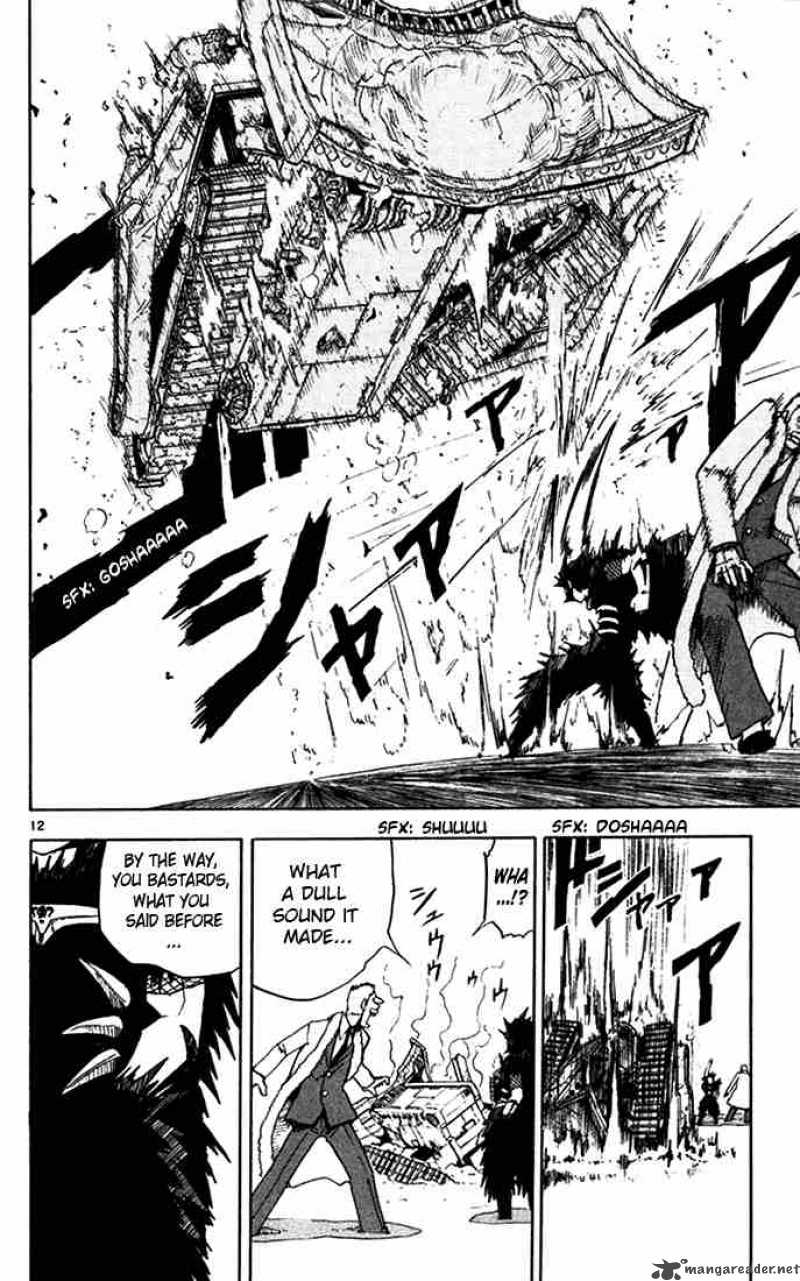 ゴ
シャアアア
SFX: GOSHAAAAA
12
SFX: DOSHAAAA
ドシャアアア
WHA
...!?
SFX: SHUUUU
シュウウウ
WHAT
A DULL
SOUND IT
MADE...
BY THE WAY,
YOU BASTARDS,
WHAT YOU
SAID BEFORE
...
mangareader.net